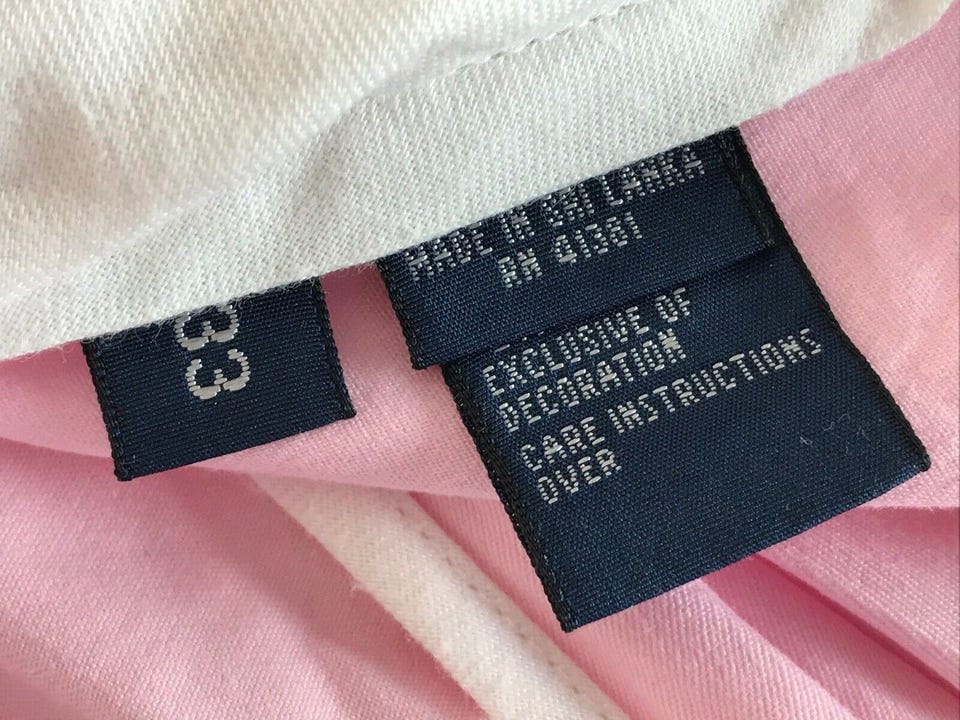 33
MADE IN SRI LANKA
RN 41381
EXCLUSIVE OF
DECORATION
CARE INSTRUCTIONS
OVER